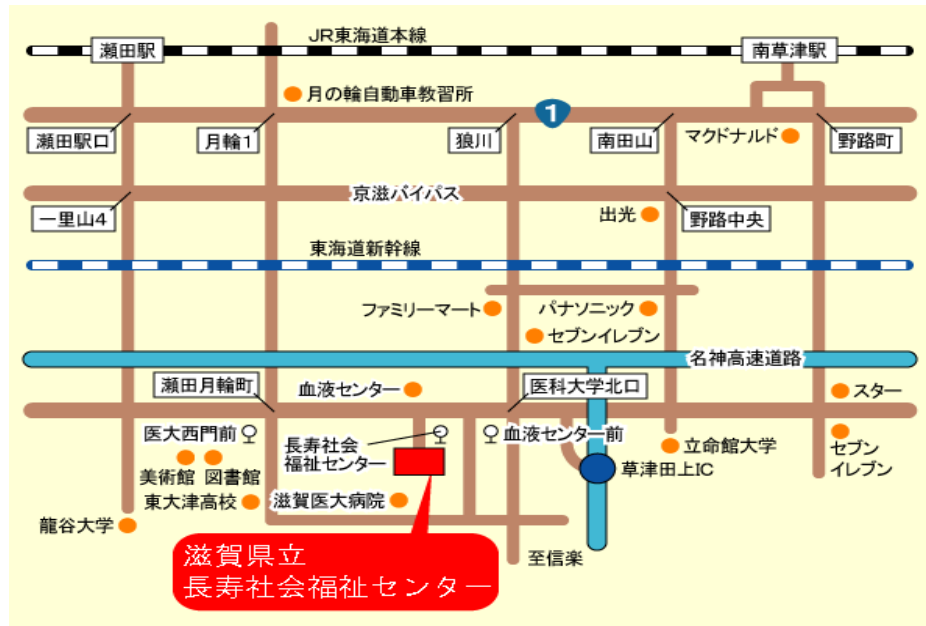 JR東海道本線
瀬田駅
南草津駅
月の輪自動車教習所
1
瀬田駅口
月輪1
狼川
南田山
マクドナルド
野路町
京滋バイパス
一里山4
出光
野路中央
東海道新幹線
ファミリーマート
パナソニック
セブンイレブン
名神高速道路
瀬田月輪町
血液センター
医科大学北口
スター
医大西門前
長寿社会
福祉センター
血液センター前
立命館大学
セブン
イレブン
美術館
図書館
草津田上IC
東大津高校
滋賀医大病院
龍谷大学
滋賀県立
長寿社会福祉センター
至信楽